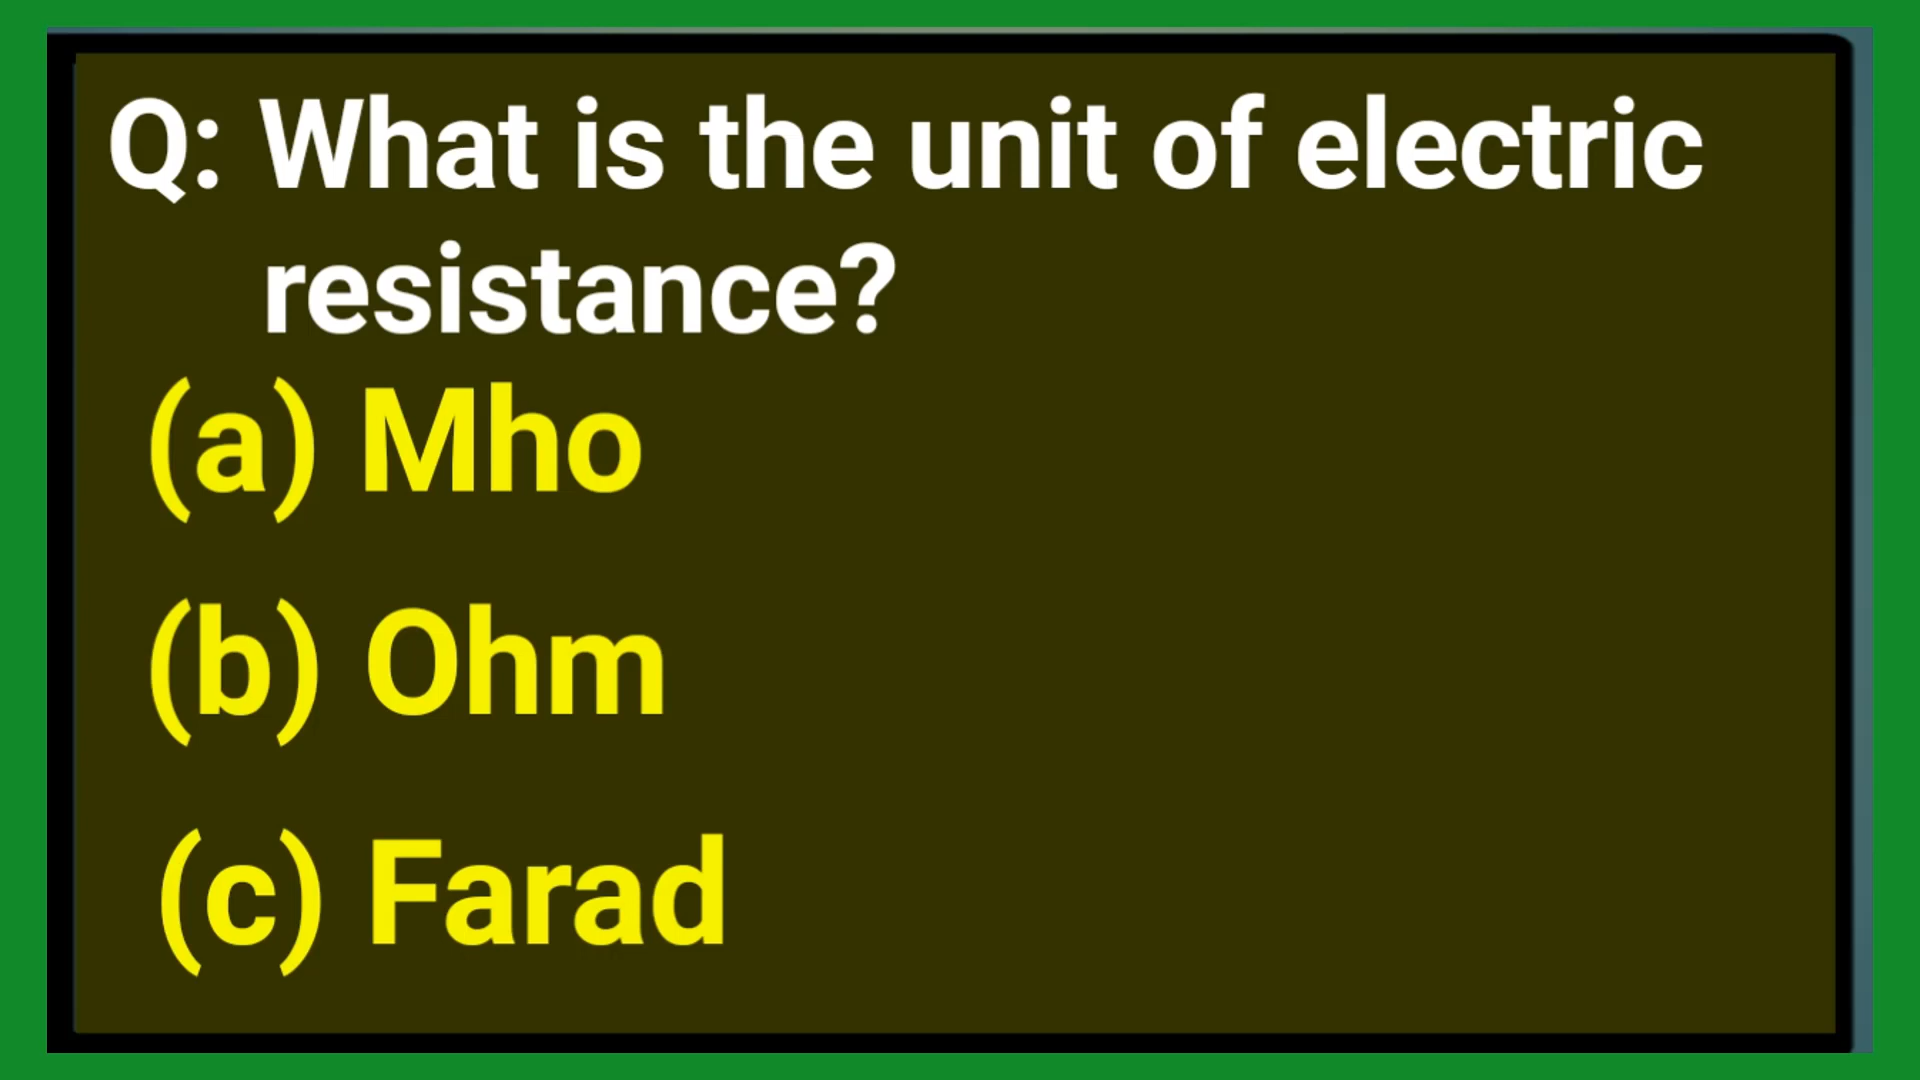 Q: What is the unit of electric
resistance?
(a) Mho
(b) Ohm
(c) Farad